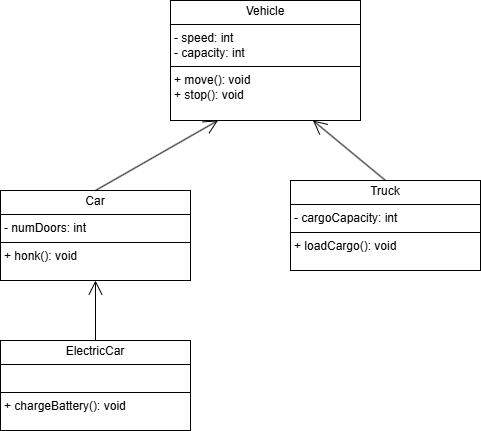 Vehicle
- speed: int
- capacity: int
+ move(): void
+ stop(): void
Car
- numDoors: int
+ honk(): void
Truck
- cargoCapacity: int
+ loadCargo(): void
ElectricCar
+ chargeBattery(): void